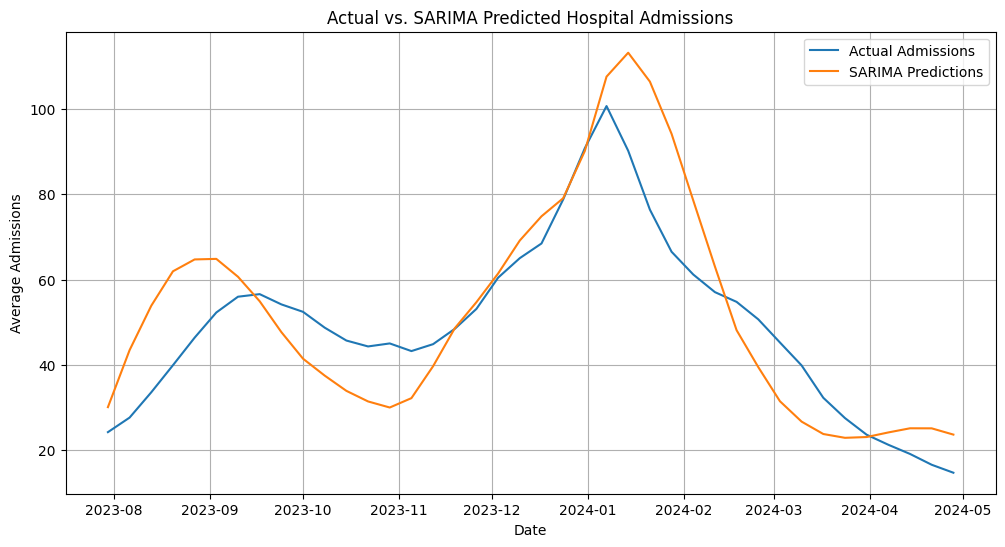 Actual vs. SARIMA Predicted Hospital Admissions
Actual Admissions
SARIMA Predictions
Average Admissions
100
80
60
40
20
2023-08 2023-09 2023-10 2023-11 2023-12 2024-01 2024-02 2024-03 2024-04 2024-05
Date